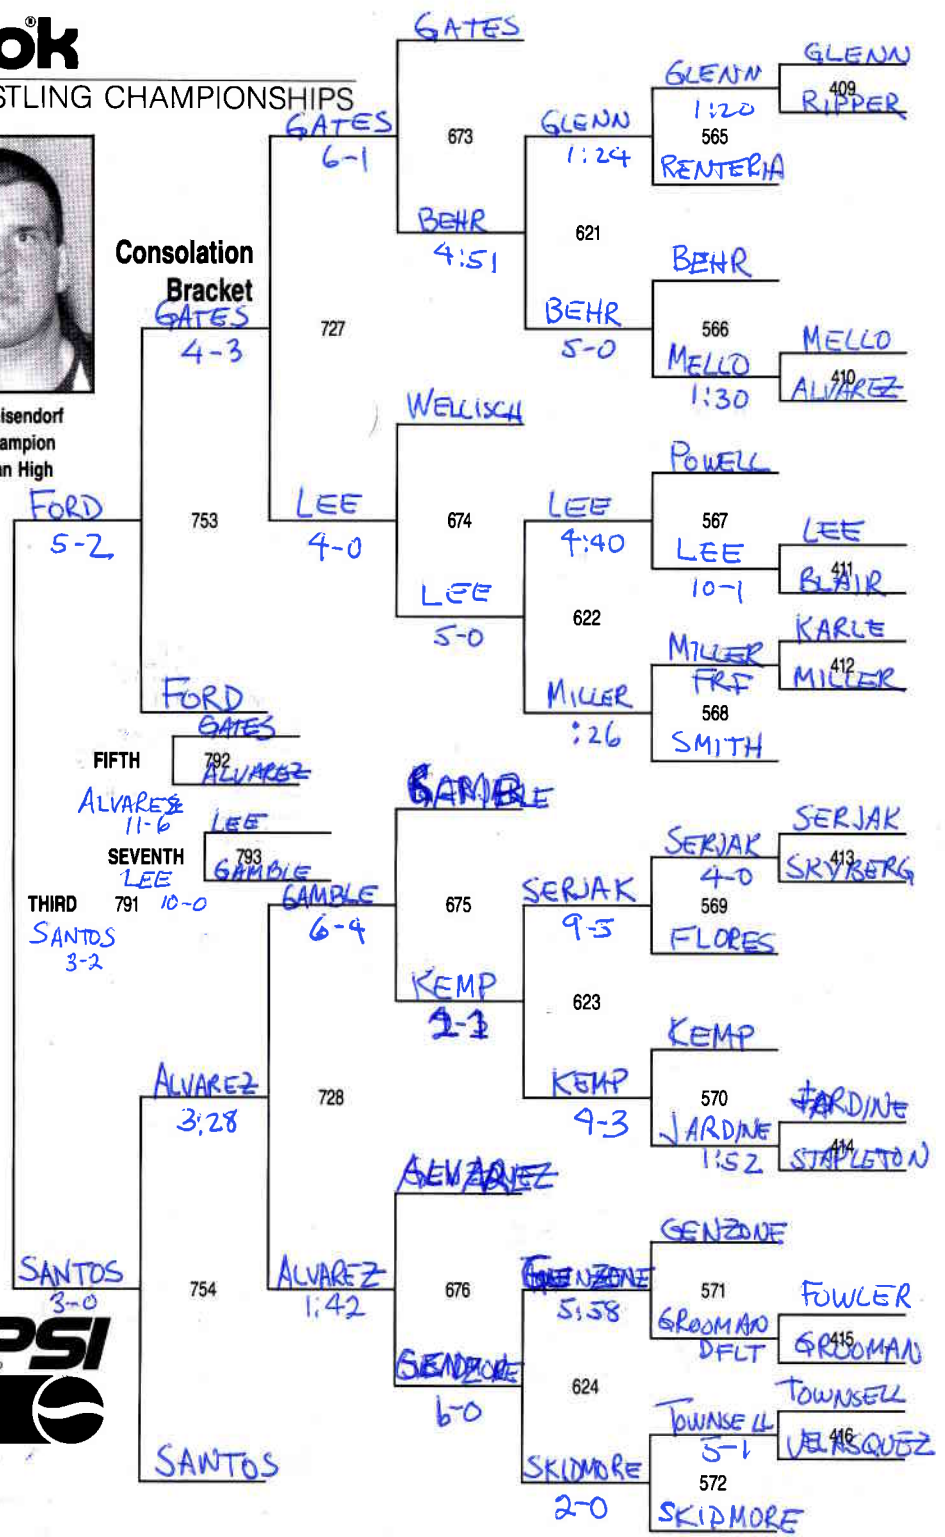 ok®
STLING CHAMPIONSHIPS
GATES
GLENN
GLENN
1:20
409
RIPPER
GATES
6-1
673
GLENN
1:24
565
RENTERIA
BEHR
4:51
621
Consolation
Bracket
BEHR
GATES
4-3
727
BEHR
5-0
566
MELLO
MELLO
1:30
410
ALVAREZ
isendorf
ampion
an High
WELLISCH
POWELL
FORD
5-2
753
LEE
4-0
674
LEE
4:40
567
LEE
LEE
10-1
411
BLAIR
LEE
5-0
622
KARLE
MILLER
FRF
412
MILLER
FORD
MILLER
:26
568
SMITH
GATES
FIFTH
792
ALVAREZ
ALVAREZ
11-6
LEE
SEVENTH
793
GAMBLE
LEE
10-0
THIRD
791
SANTOS
3-2
GAMBLE
SERJAK
SERJAK
4-0
413
GAMBLE
6-4
675
SERJAK
9-5
569
FLORES
KEMP
623
KEMP
ALVAREZ
3:28
728
KEMP
4-3
570
JARDINE
JARDINE
1:52
414
STAPLETON
ALVAREZ
GENZONE
SANTOS
3-0
754
ALVAREZ
1:42
676
GENZONE
5:58
571
FOWLER
GROOMAN
DFLT
415
GROOMAN
6-0
624
TOWNSELL
TOWNSELL
5-1
416
VELASQUEZ
SANTOS
SKIDMORE
2-0
572
SKIDMORE
PSI